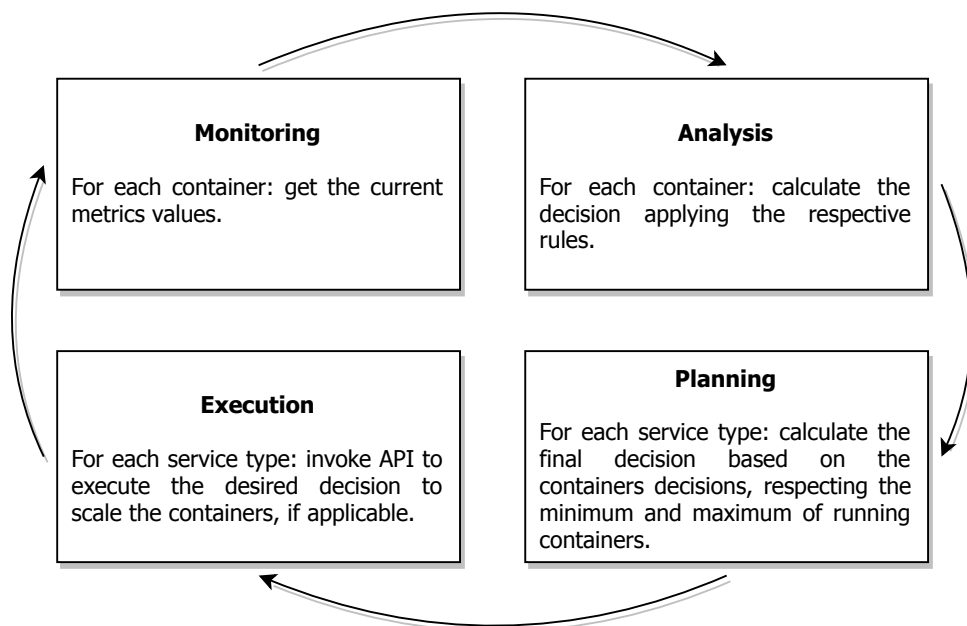 Monitoring
For each container: get the current
metrics values.
Analysis
For each container: calculate the
decision applying the respective
rules.
Execution
For each service type: invoke API to
execute the desired decision to
scale the containers, if applicable.
Planning
For each service type: calculate the
final decision based on the
containers decisions, respecting the
minimum and maximum of running
containers.